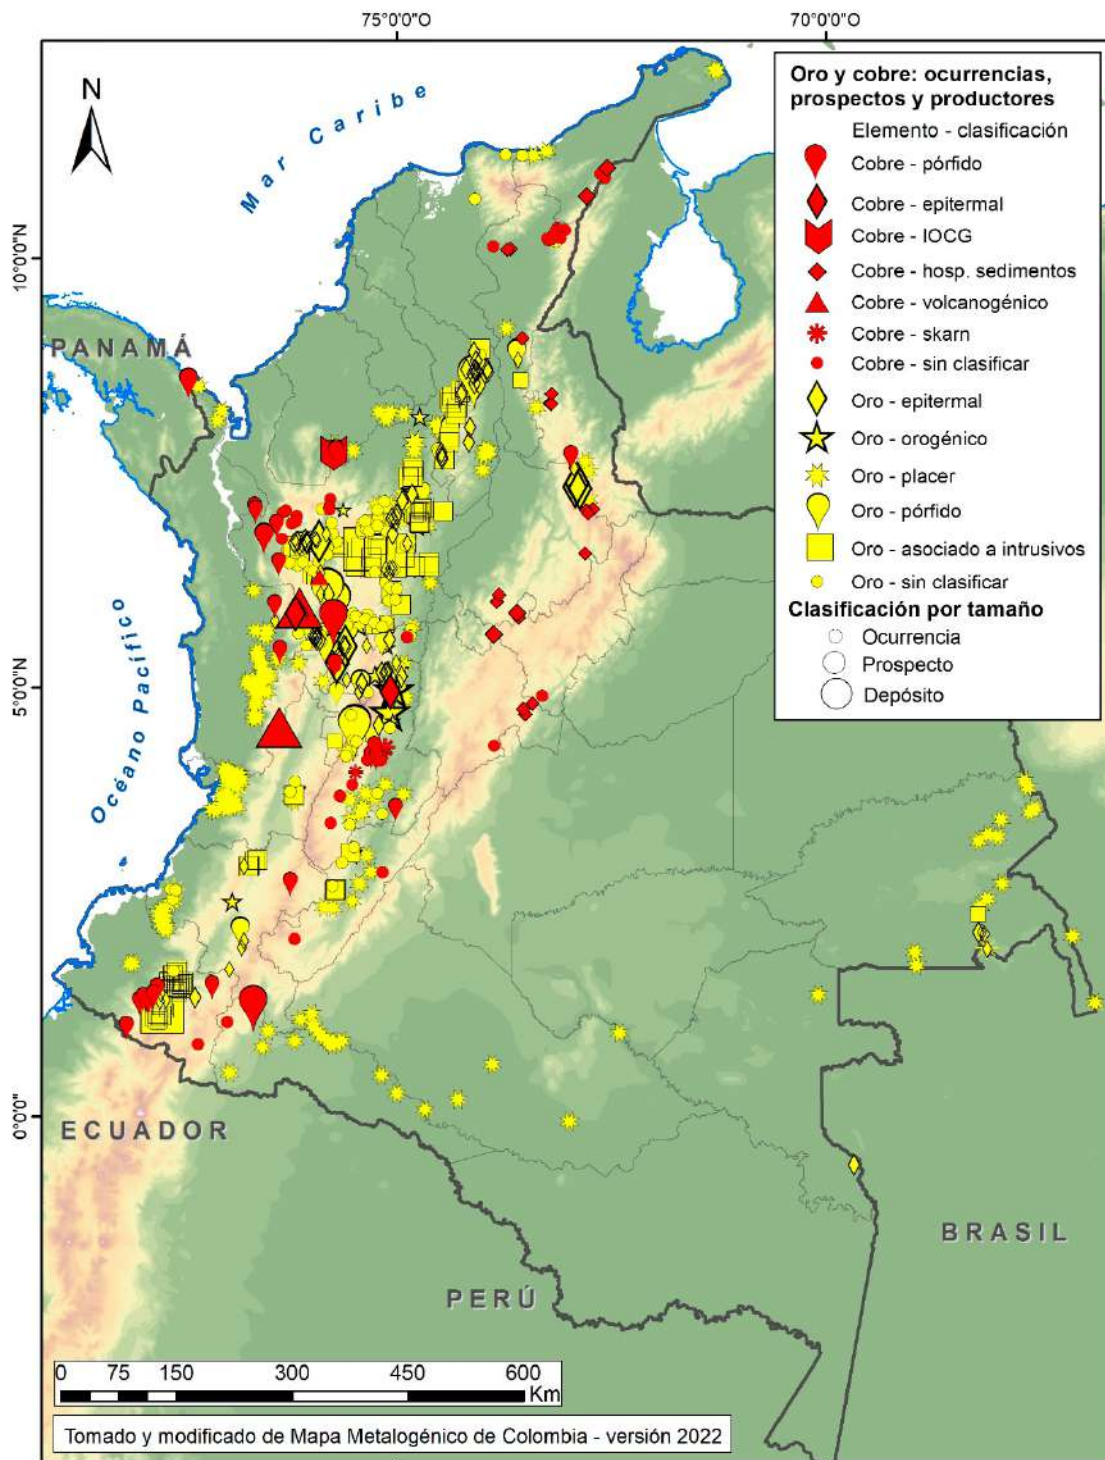 75°0'0"O
70°0'0"O
N
Mar Caribe
Oro y cobre: ocurrencias,
prospectos y productores
Elemento - clasificación
Cobre - pórfido
Cobre - epitermal
Cobre - IOCG
Cobre - hosp. sedimentos
Cobre - volcanogénico
Cobre - skarn
Cobre - sin clasificar
Oro - epitermal
Oro - orogénico
Oro - placer
Oro - pórfido
Oro - asociado a intrusivos
Oro - sin clasificar
Clasificación por tamaño
Ocurrencia
Prospecto
Depósito
10°0'0"N
PANAMÁ
5°0'0"N
Océano Pacífico
0°0'0"
ECUADOR
BRASIL
PERÚ
0 75 150 300 450 600
Km
Tomado y modificado de Mapa Metalogénico de Colombia - versión 2022